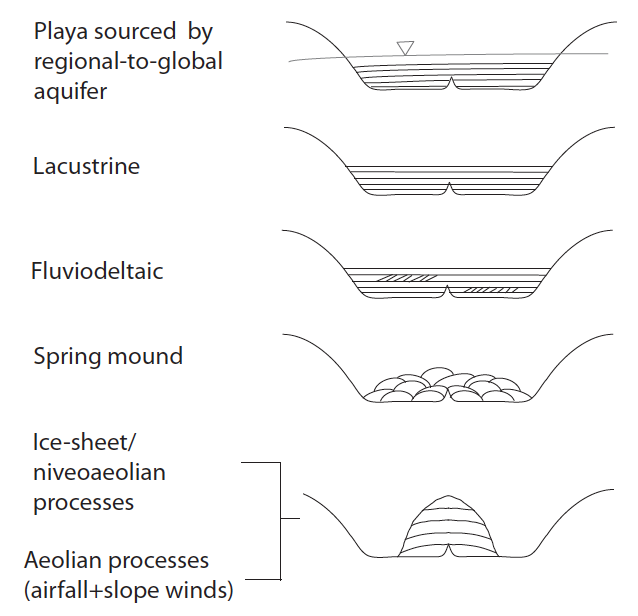 Playa sourced by
regional-to-global
aquifer
Lacustrine
Fluviodeltaic
Spring mound
Ice-sheet/
niveoaeolian
processes
Aeolian processes
(airfall+slope winds)